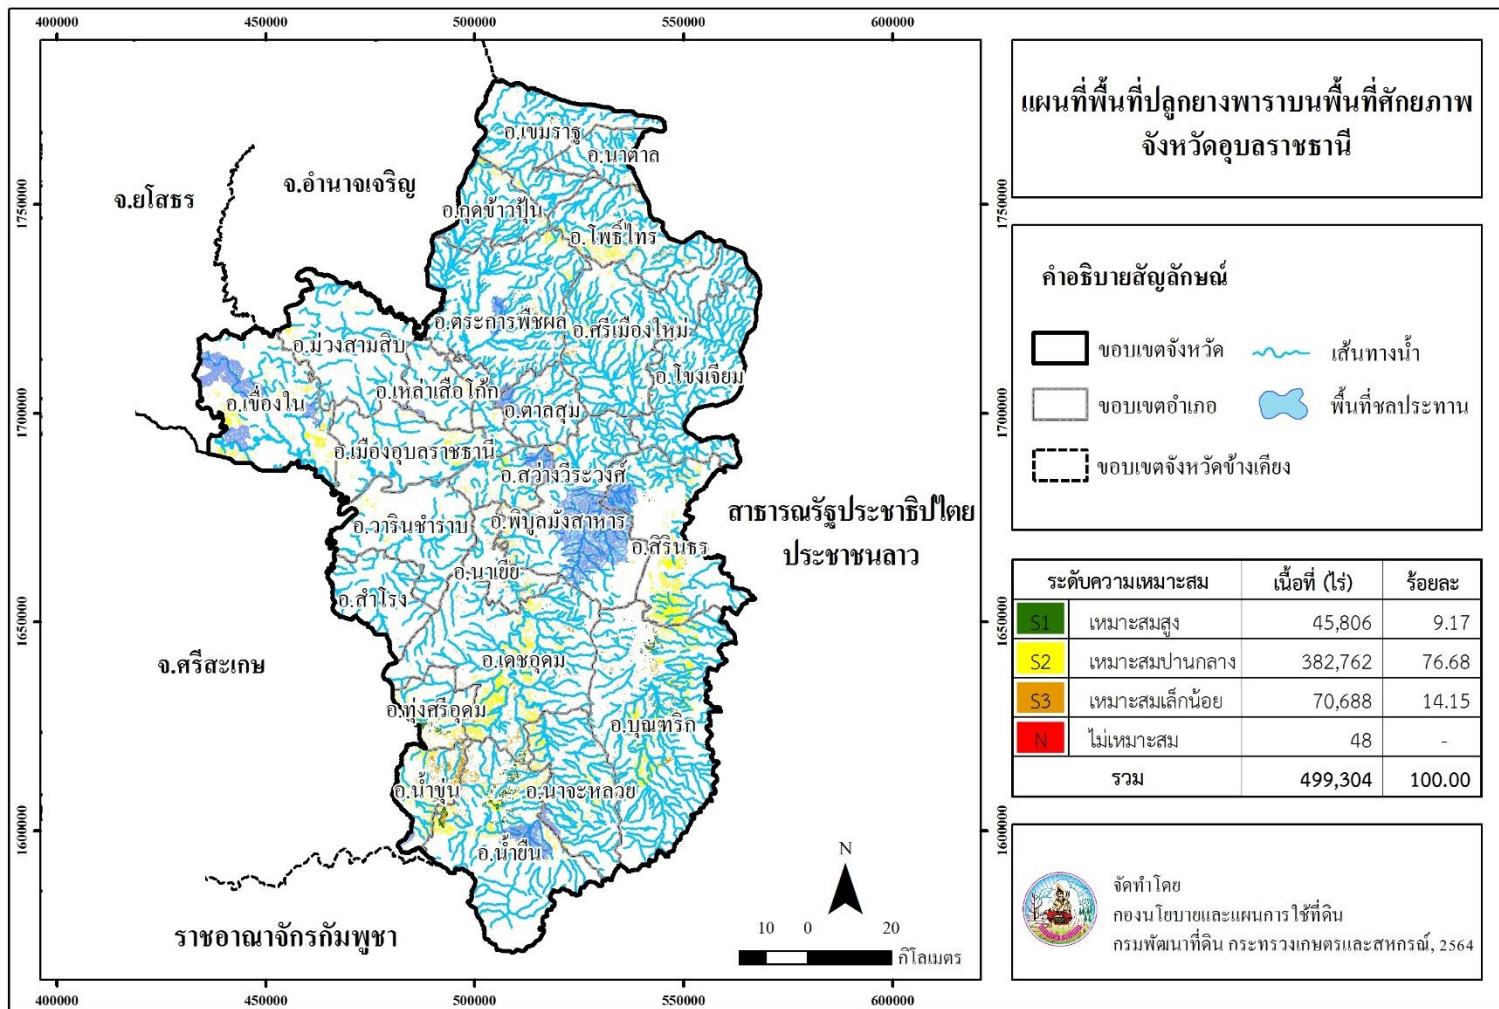 400000 450000 500000 550000 600000
แผนที่พื้นที่ปลูกยางพาราบนพื้นที่ศักยภาพ
จังหวัดอุบลราชธานี
1750000
1700000
1650000
1600000
1750000
1700000
1650000
1600000
จ.ยโสธร
จ.อำนาจเจริญ
จ.ศรีสะเกษ
ราชอาณาจักรกัมพูชา
สาธารณรัฐประชาธิปไตย
ประชาชนลาว
อ.เขมราฐ
อ.นาตาล
อ.กุดข้าวปุ้น
อ.โพธิ์ไทร
อ.ตระการพืชผล
อ.ศรีเมืองใหม่
อ.ม่วงสามสิบ
อ.โขงเจียม
อ.เหล่าเสือโก้ก
อ.เขื่องใน
อ.ตาลสุม
อ.เมืองอุบลราชธานี
อ.สว่างวีระวงศ์
อ.วารินชำราบ
อ.พิบูลมังสาหาร
อ.สิรินธร
อ.นาเยีย
อ.สำโรง
อ.เดชอุดม
อ.ทุ่งศรีอุดม
อ.บุณฑริก
อ.น้ำขุ่น
อ.นาจะหลวย
อ.น้ำยืน
N
10 0 20
กิโลเมตร
400000 450000 500000 550000 600000
คำอธิบายสัญลักษณ์
ขอบเขตจังหวัด เส้นทางน้ำ
ขอบเขตอำเภอ พื้นที่ชลประทาน
ขอบเขตจังหวัดข้างเคียง
ระดับความเหมาะสม เนื้อที่ (ไร่) ร้อยละ
S1 เหมาะสมสูง 45,806 9.17
S2 เหมาะสมปานกลาง 382,762 76.68
S3 เหมาะสมเล็กน้อย 70,688 14.15
N ไม่เหมาะสม 48 -
รวม 499,304 100.00
จัดทำโดย
กองนโยบายและแผนการใช้ที่ดิน
กรมพัฒนาที่ดิน กระทรวงเกษตรและสหกรณ์, 2564